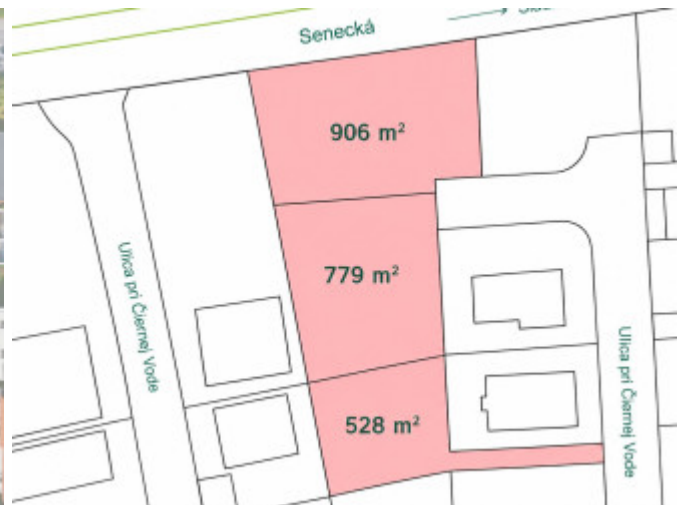 Senecká
906 m²
779 m²
Ulica pri Čiernej Vode
Ulica pri Čiernej Vode
528 m²